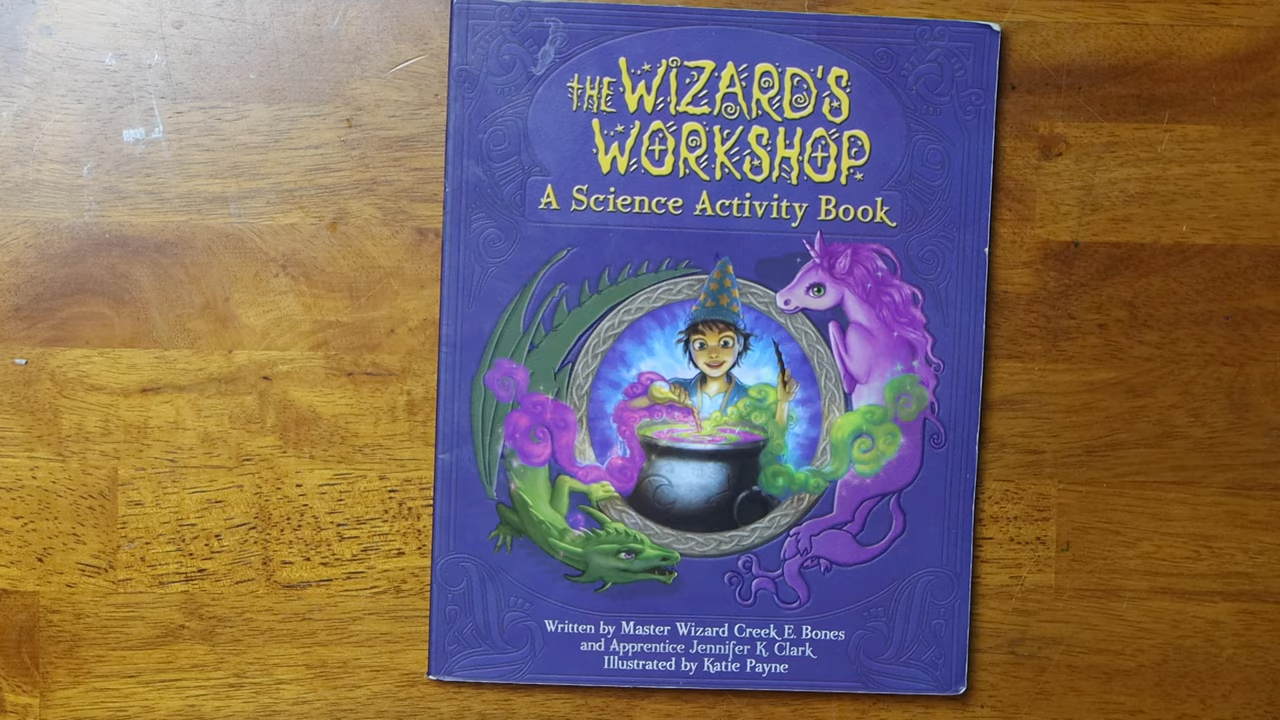 THE WIZARD'S
WORKSHOP
A Science Activity Book
Written by Master Wizard Creek E. Bones
and Apprentice Jennifer K. Clark
Illustrated by Katie Payne